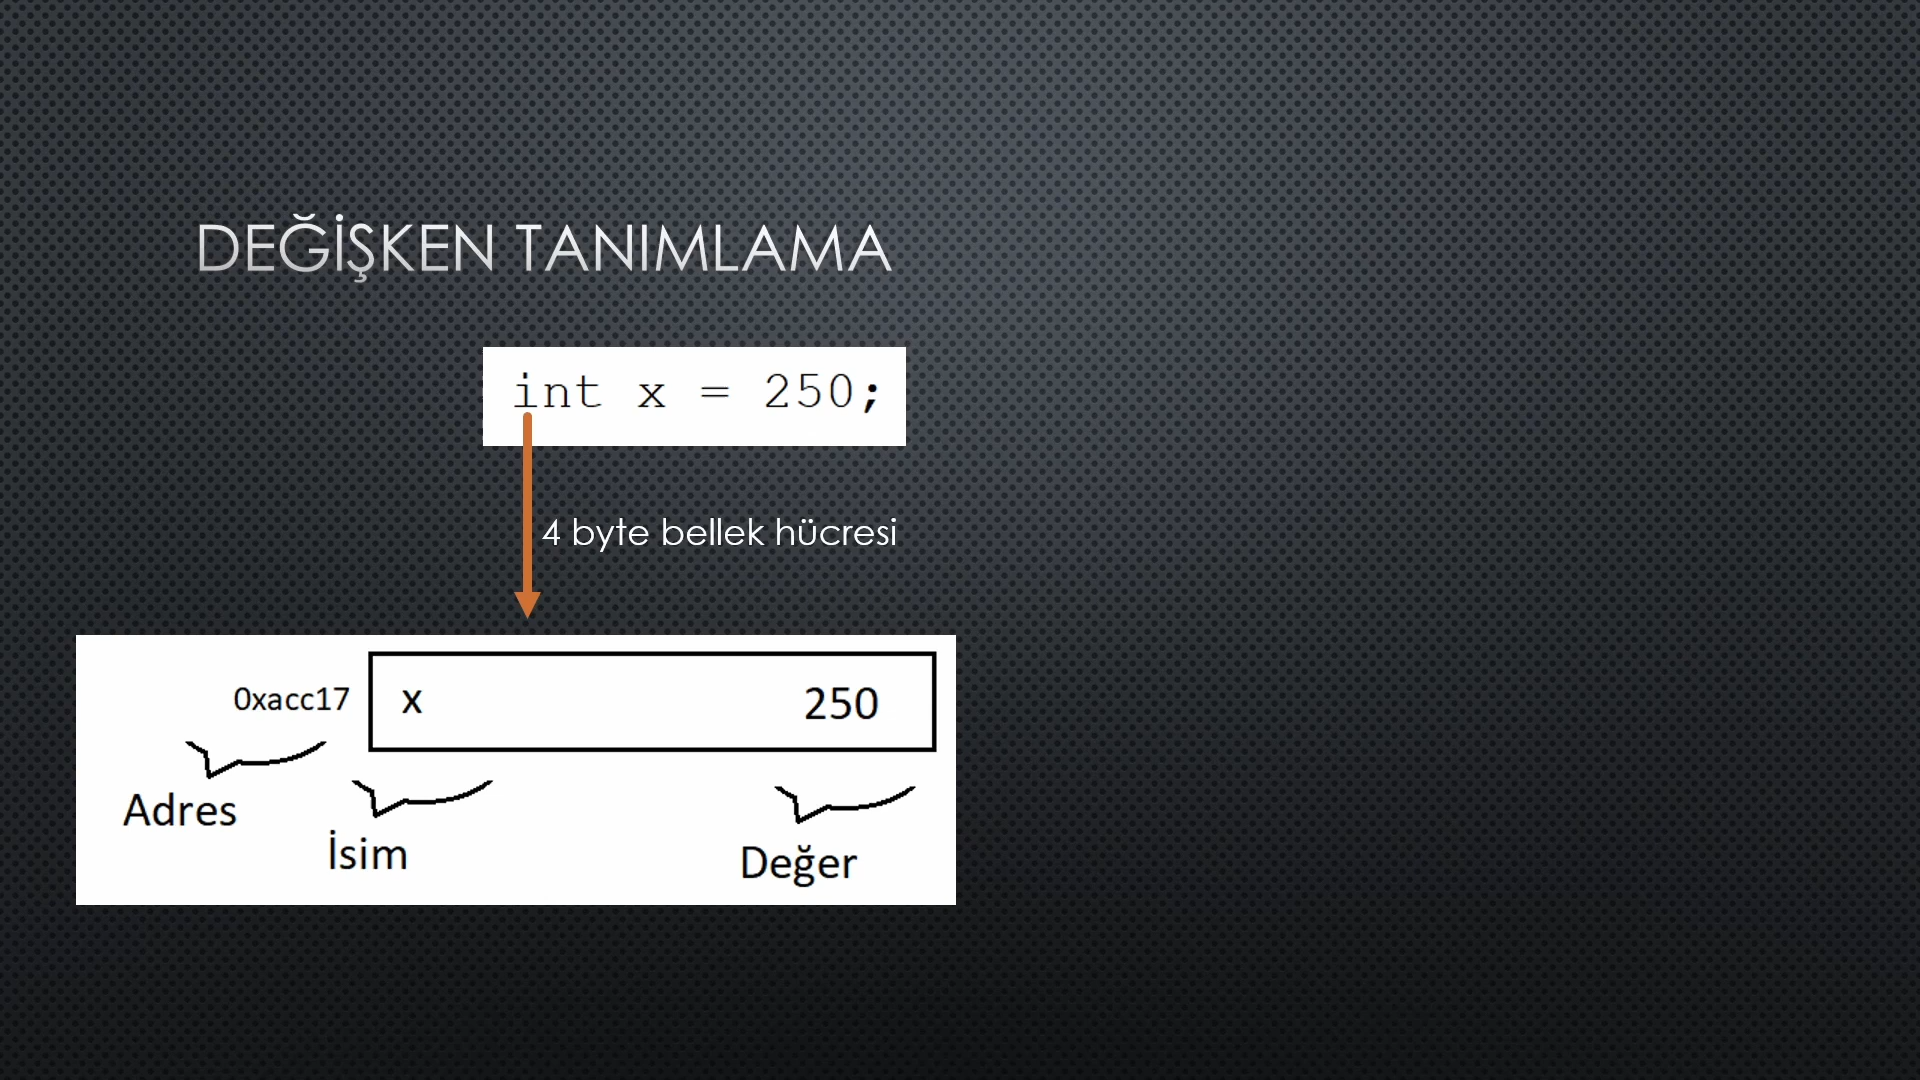 DEĞİŞKEN TANIMLAMA
int x = 250;
4 byte bellek hücresi
0xacc17 x 250
Adres
İsim
Değer